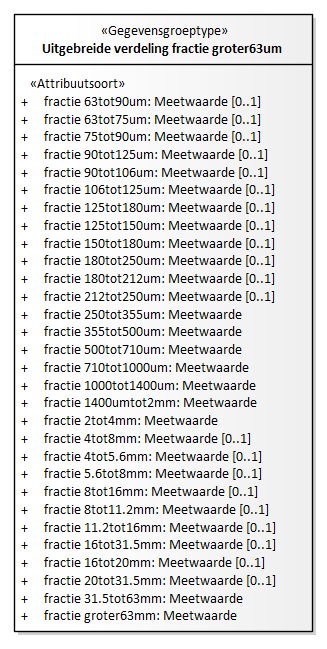 «Gegevensgroeptype»
Uitgebreide verdeling fractie groter63um
«Attribuutsoort»
+ fractie 63tot90um: Meetwaarde [0..1]
+ fractie 63tot75um: Meetwaarde [0..1]
+ fractie 75tot90um: Meetwaarde [0..1]
+ fractie 90tot125um: Meetwaarde [0..1]
+ fractie 90tot106um: Meetwaarde [0..1]
+ fractie 106tot125um: Meetwaarde [0..1]
+ fractie 125tot180um: Meetwaarde [0..1]
+ fractie 125tot150um: Meetwaarde [0..1]
+ fractie 150tot180um: Meetwaarde [0..1]
+ fractie 180tot250um: Meetwaarde [0..1]
+ fractie 180tot212um: Meetwaarde [0..1]
+ fractie 212tot250um: Meetwaarde [0..1]
+ fractie 250tot355um: Meetwaarde
+ fractie 355tot500um: Meetwaarde
+ fractie 500tot710um: Meetwaarde
+ fractie 710tot1000um: Meetwaarde
+ fractie 1000tot1400um: Meetwaarde
+ fractie 1400umtot2mm: Meetwaarde
+ fractie 2tot4mm: Meetwaarde
+ fractie 4tot8mm: Meetwaarde [0..1]
+ fractie 4tot5.6mm: Meetwaarde [0..1]
+ fractie 5.6tot8mm: Meetwaarde [0..1]
+ fractie 8tot16mm: Meetwaarde [0..1]
+ fractie 8tot11.2mm: Meetwaarde [0..1]
+ fractie 11.2tot16mm: Meetwaarde [0..1]
+ fractie 16tot31.5mm: Meetwaarde [0..1]
+ fractie 16tot20mm: Meetwaarde [0..1]
+ fractie 20tot31.5mm: Meetwaarde [0..1]
+ fractie 31.5tot63mm: Meetwaarde
+ fractie groter63mm: Meetwaarde